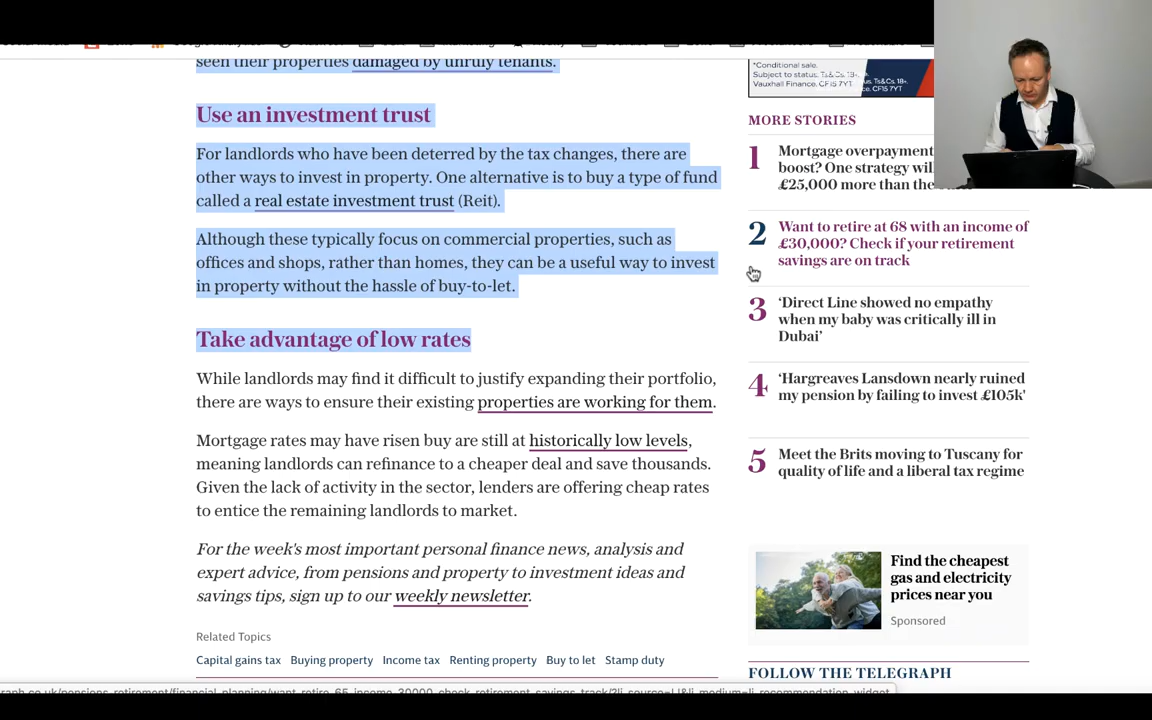 seen their properties damaged by unruly tenants.
Use an investment trust
For landlords who have been deterred by the tax changes, there are
other ways to invest in property. One alternative is to buy a type of fund
called a real estate investment trust (Reit).
Although these typically focus on commercial properties, such as
offices and shops, rather than homes, they can be a useful way to invest
in property without the hassle of buy-to-let.
Take advantage of low rates
While landlords may find it difficult to justify expanding their portfolio,
there are ways to ensure their existing properties are working for them.
Mortgage rates may have risen buy are still at historically low levels,
meaning landlords can refinance to a cheaper deal and save thousands.
Given the lack of activity in the sector, lenders are offering cheap rates
to entice the remaining landlords to market.
For the week's most important personal finance news, analysis and
expert advice, from pensions and property to investment ideas and
savings tips, sign up to our weekly newsletter.
Related Topics
Capital gains tax Buying property Income tax Renting property Buy to let Stamp duty
*Conditional sale.
Subject to status.
Vauxhall Finance. CF15 7YT
MORE STORIES
1 Mortgage overpayment
boost? One strategy will
£25,000 more than the
2 Want to retire at 68 with an income of
£30,000? Check if your retirement
savings are on track
3 ‘Direct Line showed no empathy
when my baby was critically ill in
Dubai’
4 ‘Hargreaves Lansdown nearly ruined
my pension by failing to invest £105k'
5 Meet the Brits moving to Tuscany for
quality of life and a liberal tax regime
Find the cheapest
gas and electricity
prices near you
Sponsored
FOLLOW THE TELEGRAPH